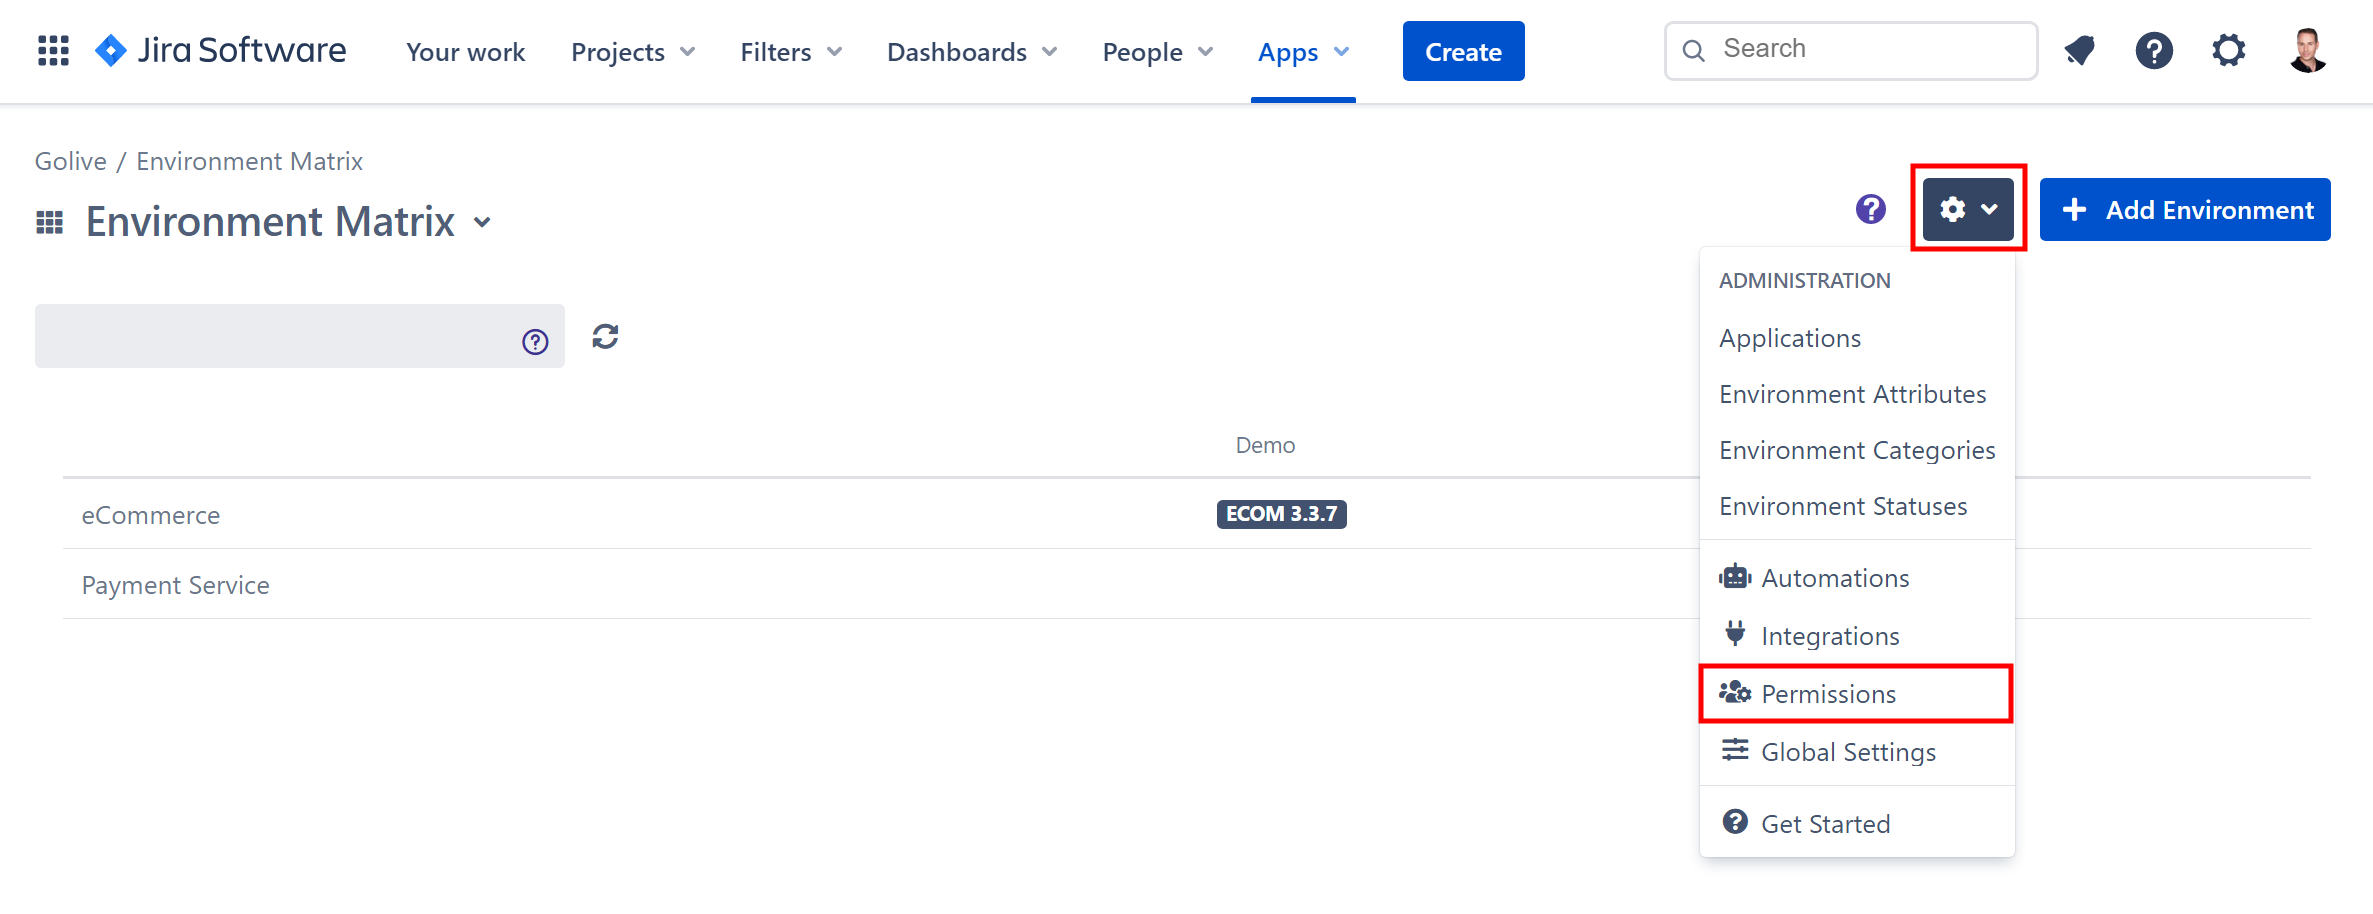 Jira Software Your work Projects Filters Dashboards People Apps Create Search
Golive / Environment Matrix
Environment Matrix
Add Environment
ADMINISTRATION
Applications
Environment Attributes
Environment Categories
Environment Statuses
Automations
Integrations
Permissions
Global Settings
Get Started
Demo
eCommerce ECOM 3.3.7
Payment Service